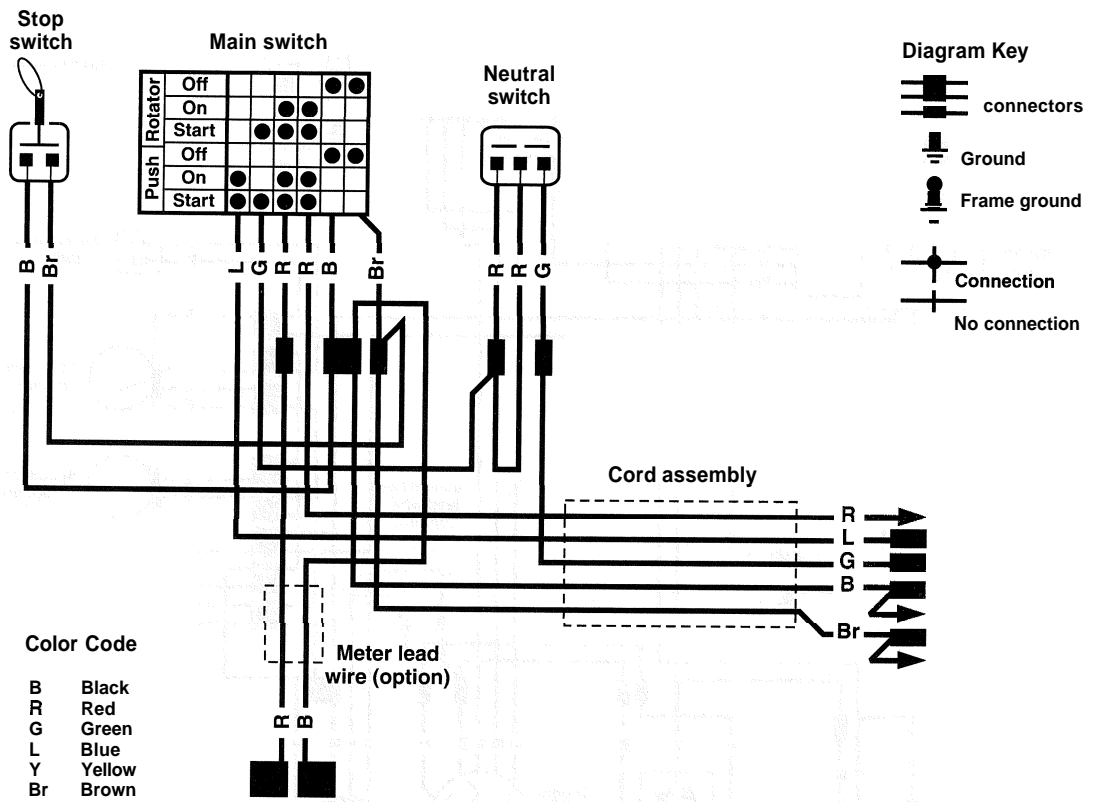 Stop
switch
Main switch
Rotator
Off
On
Start
Push
Off
On
Start
Neutral
switch
Diagram Key
connectors
Ground
Frame ground
Connection
No connection
B
Br
L
G
R
R
B
Br
R
R
G
Cord assembly
R
L
G
B
Br
Meter lead
wire (option)
R
B
Color Code
B Black
R Red
G Green
L Blue
Y Yellow
Br Brown